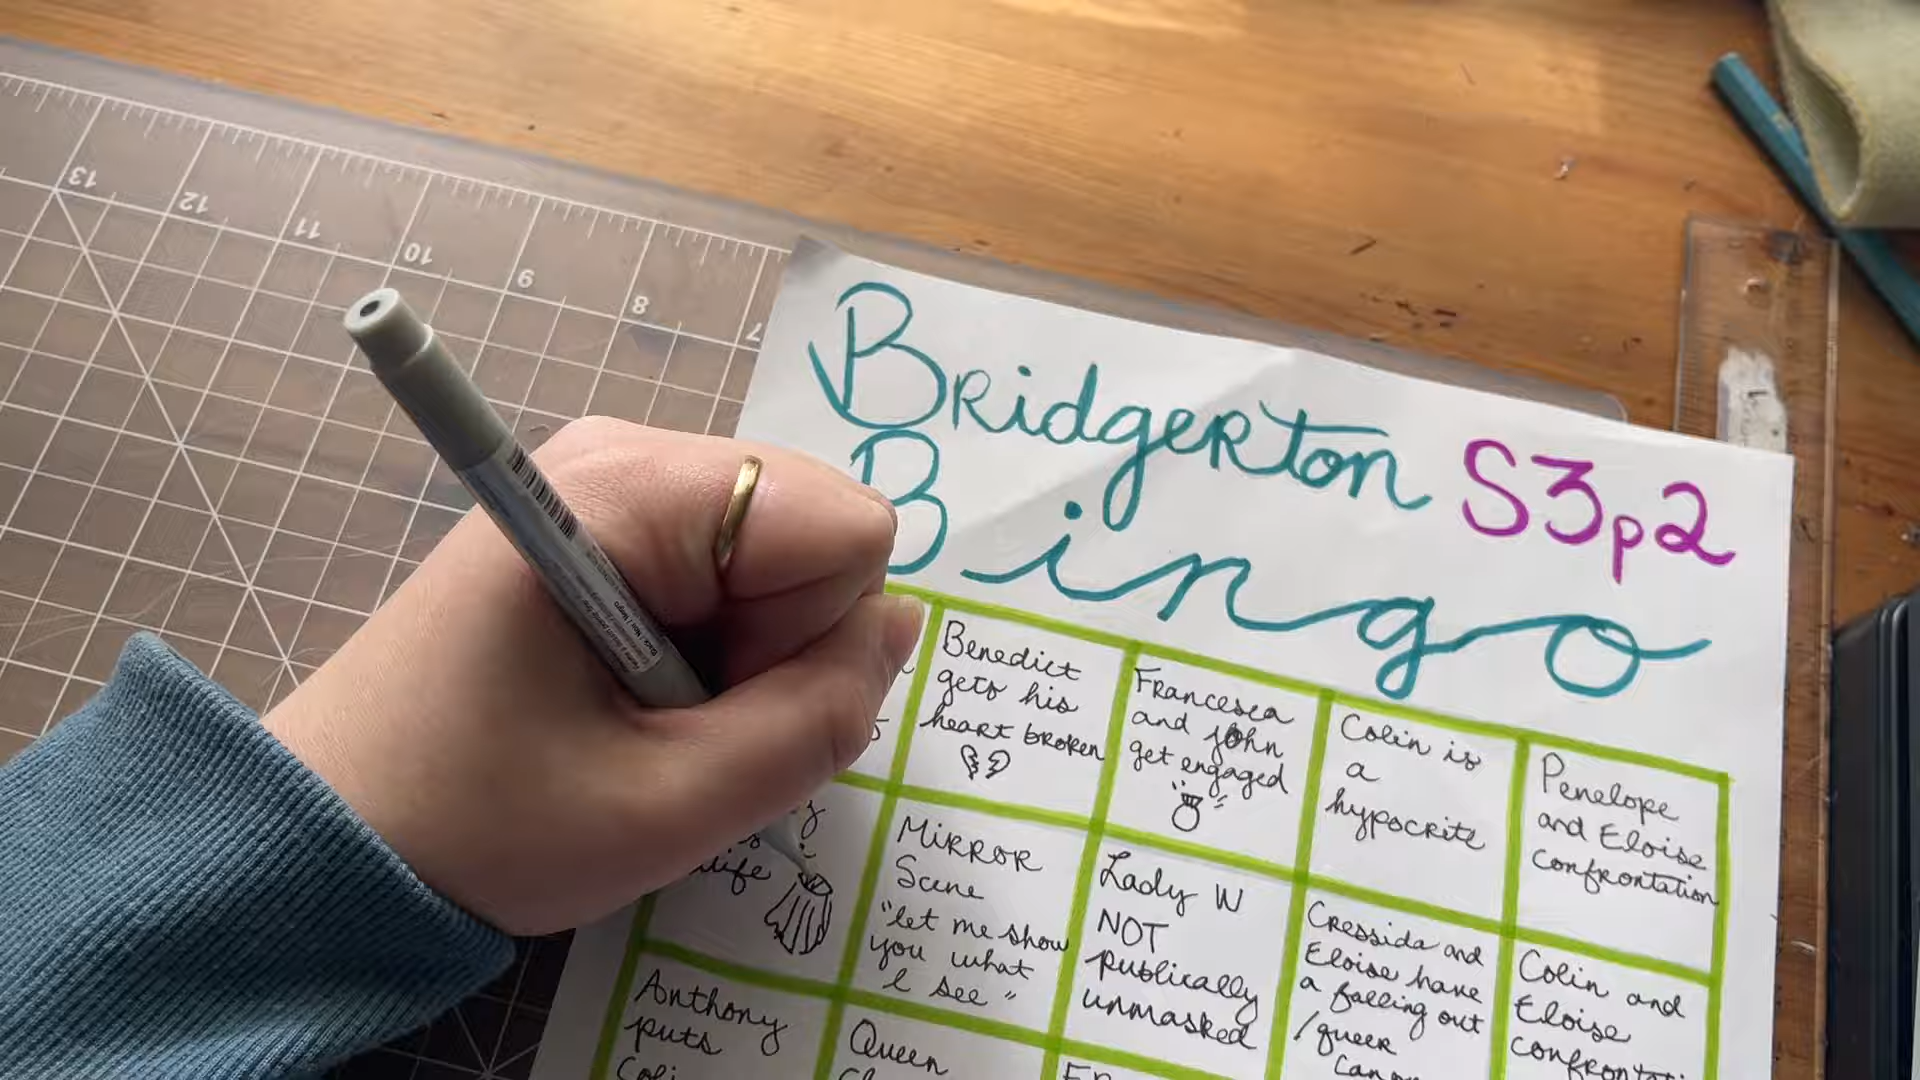 13
12
11
10
9
8
7
Bridgerton S3p2
Bingo
Benedict
gets his
heart broken
Francesca
and john
get engaged
Colin is
a
hypocrite
Penelope
and Eloise
confrontation
Mirror
Scene
"let me show
you what
I see"
Lady W
NOT
publically
unmasked
Cressida and
Eloise have
a falling out
/queer
Colin and
Eloise
Anthony
puts
Queen